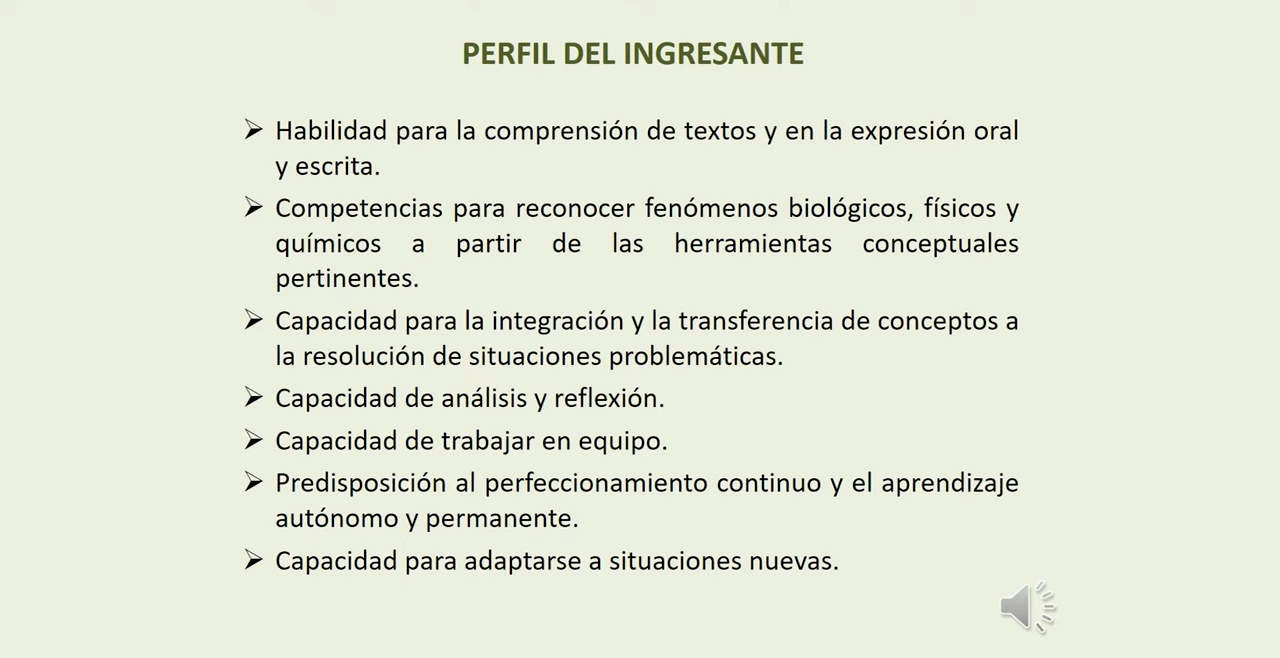 PERFIL DEL INGRESANTE
Habilidad para la comprensión de textos y en la expresión oral
y escrita.
Competencias para reconocer fenómenos biológicos, físicos y
químicos a partir de las herramientas conceptuales
pertinentes.
Capacidad para la integración y la transferencia de conceptos a
la resolución de situaciones problemáticas.
Capacidad de análisis y reflexión.
Capacidad de trabajar en equipo.
Predisposición al perfeccionamiento continuo y el aprendizaje
autónomo y permanente.
Capacidad para adaptarse a situaciones nuevas.